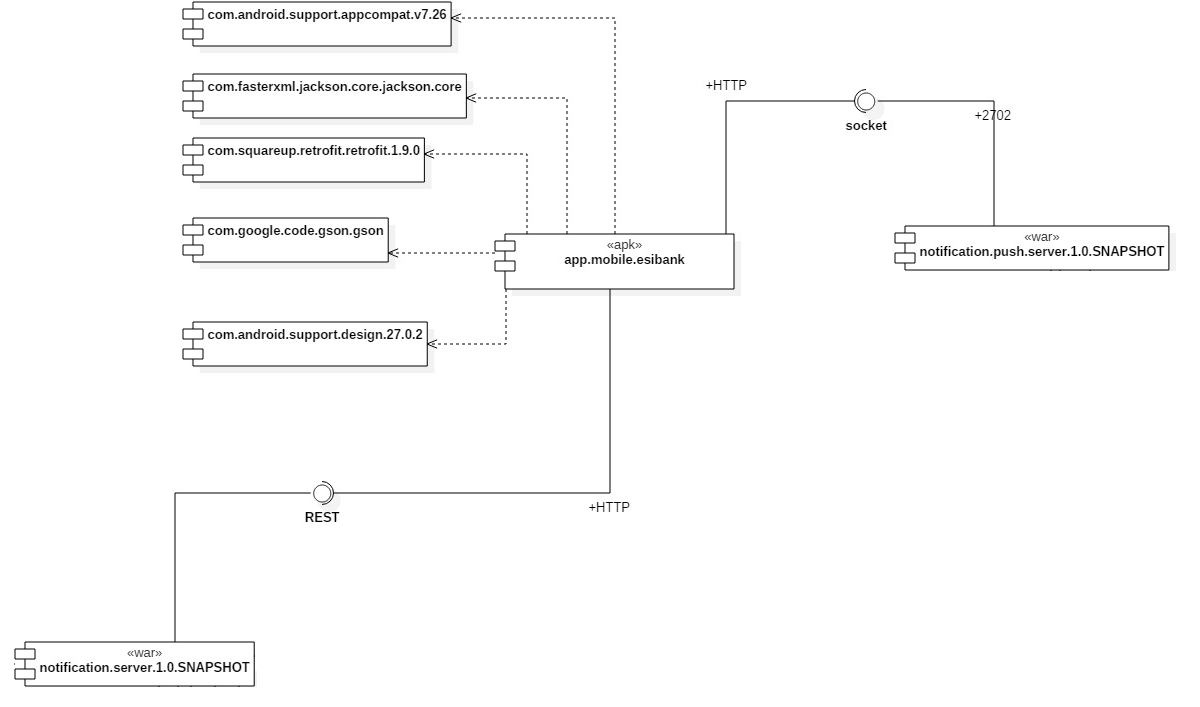 com.android.support.appcompat.v7.26
com.fasterxml.jackson.core.jackson.core
+HTTP
socket
+2702
com.squareup.retrofit.retrofit.1.9.0
com.google.code.gson.gson
«apk»
app.mobile.esibank
«war»
notification.push.server.1.0.SNAPSHOT
com.android.support.design.27.0.2
REST
+HTTP
«war»
notification.server.1.0.SNAPSHOT